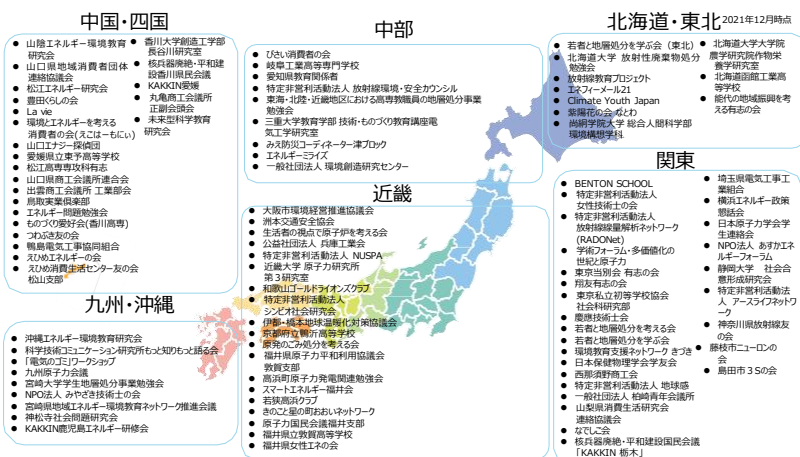 中国・四国
● 山陰エネルギー環境教育
研究会
● 山口県地域消費者団体
連絡協議会
● 松江エネルギー研究会
● 豊田くらしの会
● La vie
● 環境とエネルギーを考える
消費者の会(えこはーもにぃ)
● 山口エナジー探偵団
● 愛媛県立東予高等学校
● 松江高専専攻科有志
● 山口県商工会議所連合会
● 出雲商工会議所 工業部会
● 鳥取実業倶楽部
● エネルギー問題勉強会
● ものづくり愛好会(香川高専)
● つわぶき友の会
● 鴨島電気工事協同組合
● えひめエネルギーの会
● えひめ消費生活センター友の会
松山支部
● 香川大学創造工学部
長谷川研究室
● 核兵器廃絶・平和建
設香川県民会議
● KAKKIN愛媛
● 丸亀商工会議所
正副会頭会
● 未来型科学教育
研究会
中部
● びさい消費者の会
● 岐阜工業高等専門学校
● 愛知県教育関係者
● 特定非営利活動法人 放射線環境・安全カウンシル
● 東海・北陸・近畿地区における高専教職員の地層処分事業
勉強会
● 三重大学教育学部 技術・ものづくり教育講座電
気工学研究室
● みえ防災コーディネーター津ブロック
● エネルギーミライズ
● 一般社団法人 環境創造研究センター
北海道・東北
2021年12月時点
● 若者と地層処分を学ぶ会（東北）
● 北海道大学 放射性廃棄物処分
勉強会
● 放射線教育プロジェクト
● エネフィーメール21
● Climate Youth Japan
● 紫陽花の会 なとわ
● 尚絅学院大学 総合人間科学部
環境構想学科
● 北海道大学大学院
農学研究院作物栄
養学研究室
● 北海道函館工業高
等学校
● 能代の地域振興を考
える有志の会
関東
● BENTON SCHOOL
● 特定非営利活動法人
女性技術士の会
● 特定非営利活動法人
放射線線量解析ネットワーク
(RADONet)
● 学術フォーラム・多価値化の
世紀と原子力
● 東京当別会 有志の会
● 翔友有志の会
● 東京私立初等学校協会
社会科研究部
● 慶應技術士会
● 若者と地層処分を考える会
● 若者と地層処分を学ぶ会
● 環境教育支援ネットワーク きづき
● 日本保健物理学会学友会
● 西那須野商工会
● 特定非営利活動法人 地球感
● 一般社団法人 柏崎青年会議所
● 山梨県消費生活研究会
連絡協議会
● なでしこ会
● 核兵器廃絶・平和建設国民会議
「KAKKIN 栃木」
● 埼玉県電気工事工
業組合
● 横浜エネルギー政策
懇話会
● 日本原子力学会学
生連絡会
● NPO法人 あすかエネ
ルギーフォーラム
● 静岡大学 社会合
意形成研究会
● 特定非営利活動法
人 アースライフネットワ
ーク
● 神奈川県放射線友
の会
● 藤枝市ニューロンの
会
● 島田市３Ｓの会
近畿
● 大阪市環境経営推進協議会
● 洲本交通安全協会
● 生活者の視点で原子炉を考える会
● 公益社団法人 兵庫工業会
● 特定非営利活動法人 NUSPA
● 近畿大学 原子力研究所
第３研究室
● 和歌山ゴールドライオンズクラブ
● 特定非営利活動法人
シンビオ社会研究会
● 伊都・橋本地球温暖化対策協議会
● 京都府立鴨沂高等学校
● 原発のごみ処分を考える会
● 福井県原子力平和利用協議会
敦賀支部
● 高浜町原子力発電関連勉強会
● スマートエネルギー福井会
● 若狭高浜クラブ
● きのこと星の町おおいネットワーク
● 原子力国民会議福井支部
● 福井県立敦賀高等学校
● 福井県女性エネの会
九州・沖縄
● 沖縄エネルギー環境教育研究会
● 科学技術コミュニケーション研究所もっと知りもっと語る会
● 「電気のゴミ」ワークショップ
● 九州原子力会議
● 宮崎大学学生地層処分事業勉強会
● NPO法人 みやざき技術士の会
● 宮崎県地域エネルギー環境教育ネットワーク推進会議
● 神松寺社会問題研究会
● KAKKIN鹿児島エネルギー研修会